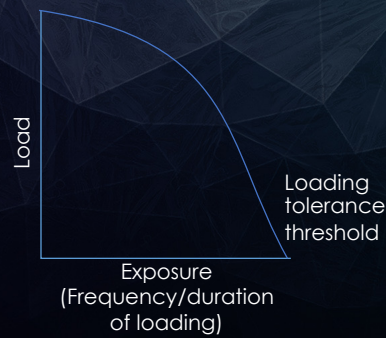 Load
Loading
tolerance
threshold
Exposure
(Frequency/duration
of loading)